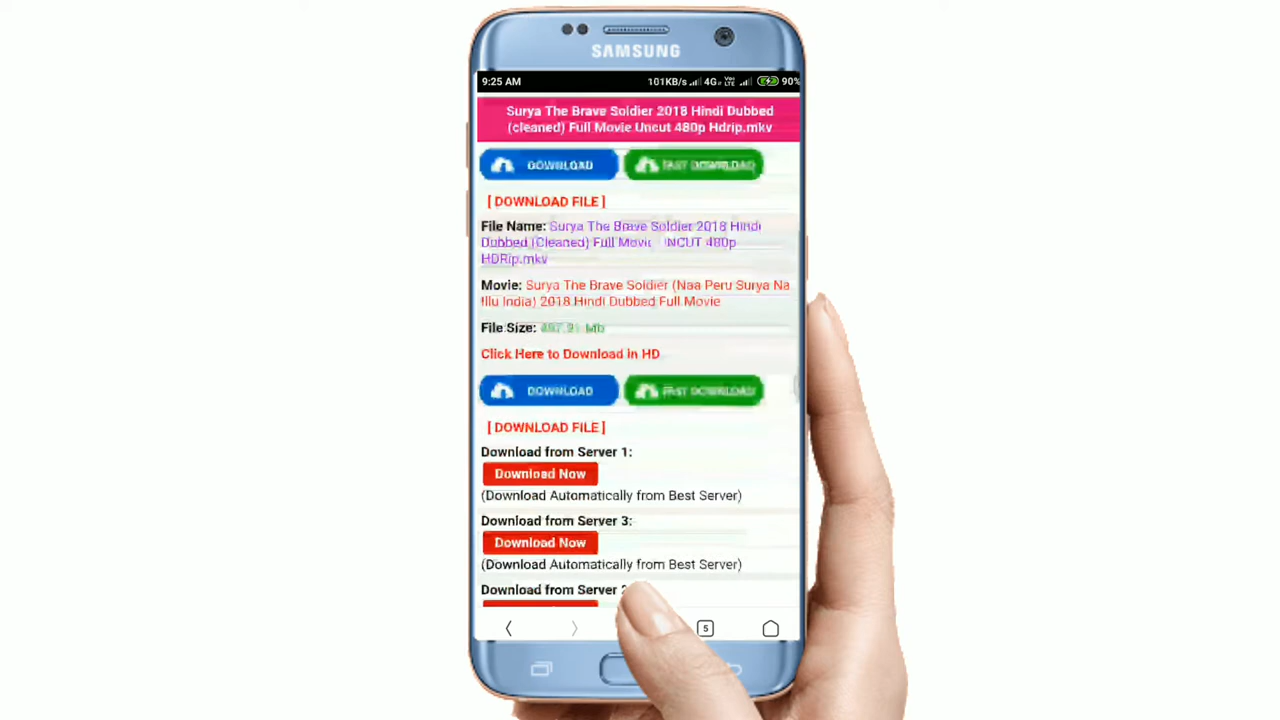 SAMSUNG
9:25 AM 101KB/s 4G Vo LTE 90%
Surya The Brave Soldier 2018 Hindi Dubbed
(cleaned) Full Movie Uncut 480p Hdrip.mkv
DOWNLOAD FAST DOWNLOAD
[ DOWNLOAD FILE ]
File Name: Surya The Brave Soldier 2018 Hindi
Dubbed (Cleaned) Full Movie UNCUT 480p
HDRip.mkv
Movie: Surya The Brave Soldier (Naa Peru Surya Na
Illu India) 2018 Hindi Dubbed Full Movie
File Size: Mb
Click Here to Download in HD
DOWNLOAD FAST DOWNLOAD
[ DOWNLOAD FILE ]
Download from Server 1:
Download Now
(Download Automatically from Best Server)
Download from Server 3:
Download Now
(Download Automatically from Best Server)
Download from Server
5